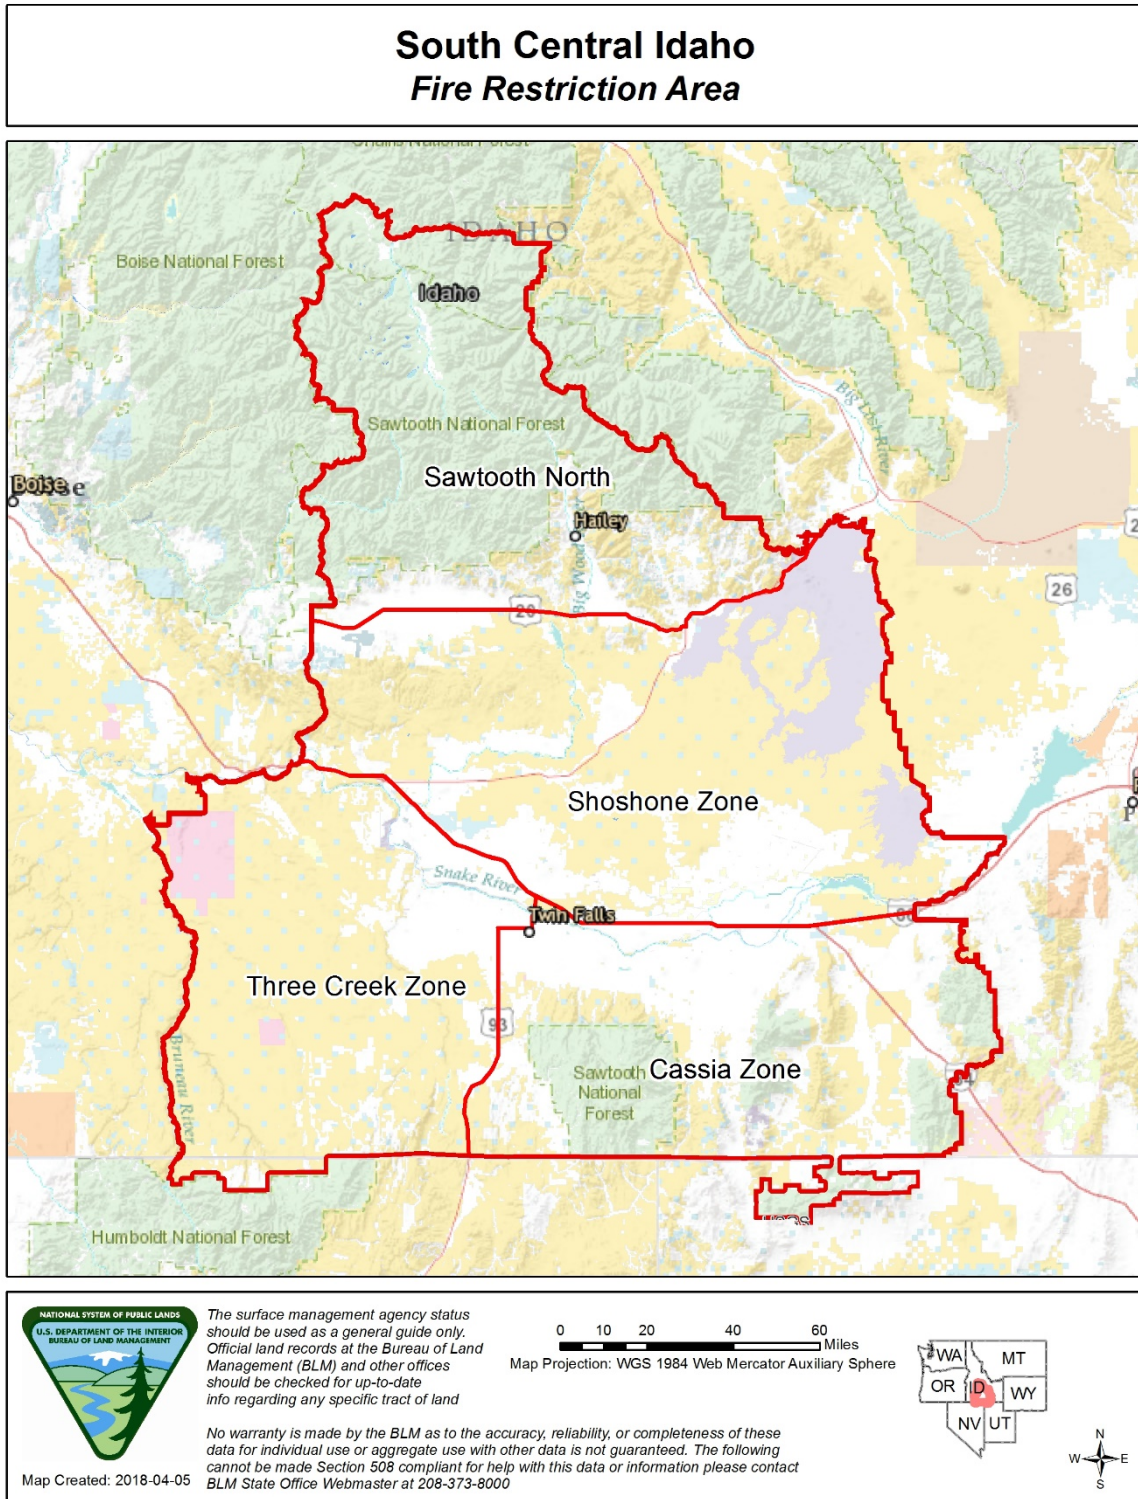 South Central Idaho
Fire Restriction Area
IDAHO
Boise National Forest
Idaho
Big Lost River
Sawtooth National Forest
Sawtooth North
Boise
Hailey
Big Wood
20
26
Shoshone Zone
Snake River
Twin Falls
Three Creek Zone
93
Sawtooth
National
Forest
Cassia Zone
Bruneau River
Humboldt National Forest
NATIONAL SYSTEM OF PUBLIC LANDS
U.S. DEPARTMENT OF THE INTERIOR
BUREAU OF LAND MANAGEMENT
Map Created: 2018-04-05
The surface management agency status
should be used as a general guide only.
Official land records at the Bureau of Land
Management (BLM) and other offices
should be checked for up-to-date
info regarding any specific tract of land
No warranty is made by the BLM as to the accuracy, reliability, or completeness of these
data for individual use or aggregate use with other data is not guaranteed. The following
cannot be made Section 508 compliant for help with this data or information please contact
BLM State Office Webmaster at 208-373-8000
0 10 20 40 60
Miles
Map Projection: WGS 1984 Web Mercator Auxiliary Sphere
WA MT
OR ID WY
NV UT
N
W E
S